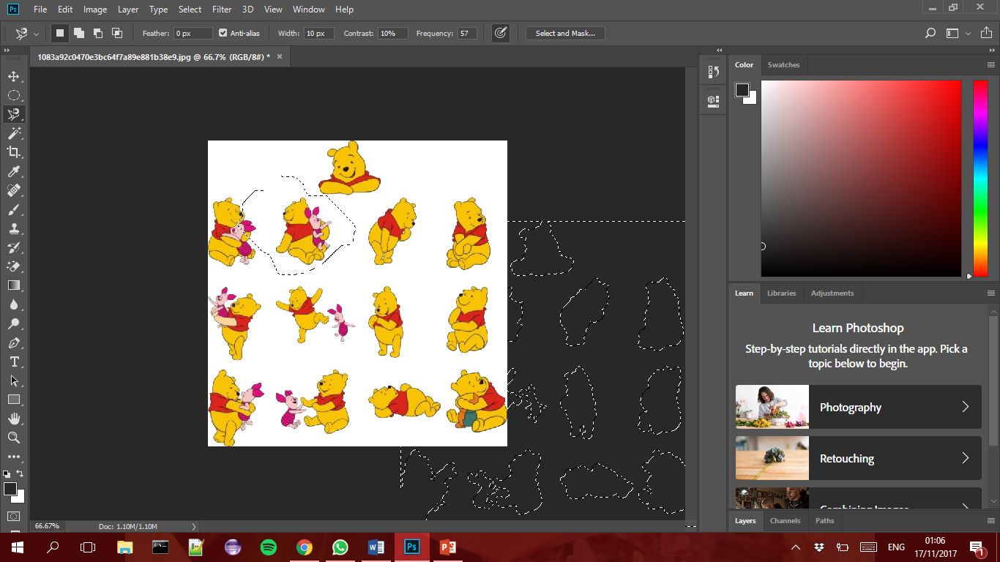 Ps File Edit Image Layer Type Select Filter 3D View Window Help
Feather: 0 px Anti-alias Width: 10 px Contrast: 10% Frequency: 57 Select and Mask...
1083a92c0470e3bc64f7a89e881b38e9.jpg @ 66.7% (RGB/8#) *
Color Swatches
Learn Libraries Adjustments
Learn Photoshop
Step-by-step tutorials directly in the app. Pick a
topic below to begin.
Photography
Retouching
Combining Images
Layers Channels Paths
66.67% Doc: 1.10M/1.10M
ENG
01:06
17/11/2017
1